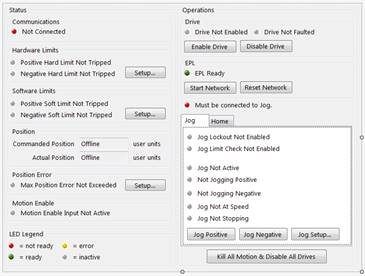 Status
Communications
Not Connected
Hardware Limits
Positive Hard Limit Not Tripped
Negative Hard Limit Not Tripped
Setup...
Software Limits
Positive Soft Limit Not Tripped
Negative Soft Limit Not Tripped
Setup...
Position
Commanded Position Offline user units
Actual Position Offline user units
Position Error
Max Position Error Not Exceeded
Setup...
Motion Enable
Motion Enable Input Not Active
LED Legend
= not ready = error
= ready = inactive
Operations
Drive
Drive Not Enabled Drive Not Faulted
Enable Drive Disable Drive
EPL
EPL Ready
Start Network Reset Network
Must be connected to Jog.
Jog Home
Jog Lockout Not Enabled
Jog Limit Check Not Enabled
Jog Not Active
Not Jogging Positive
Not Jogging Negative
Jog Not At Speed
Jog Not Stopping
Jog Positive Jog Negative Jog Setup...
Kill All Motion & Disable All Drives